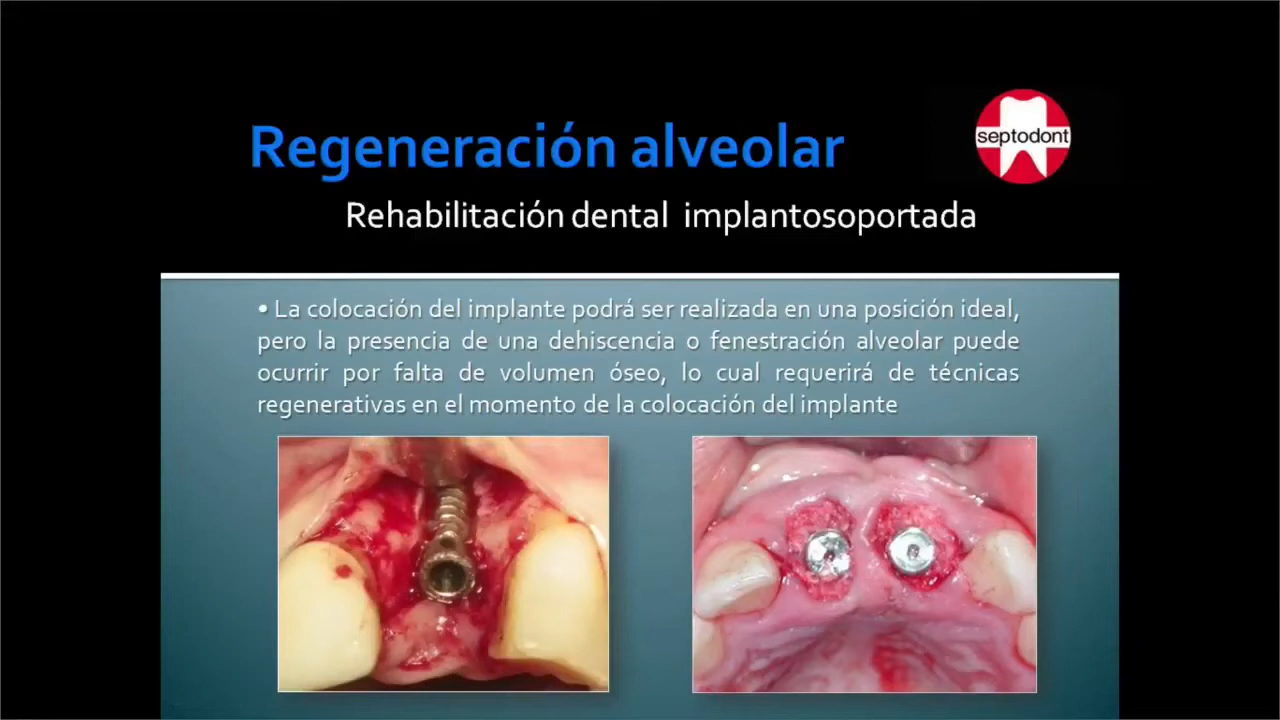 Regeneración alveolar
septodont
Rehabilitación dental implantosoportada
• La colocación del implante podrá ser realizada en una posición ideal,
pero la presencia de una dehiscencia o fenestración alveolar puede
ocurrir por falta de volumen óseo, lo cual requerirá de técnicas
regenerativas en el momento de la colocación del implante